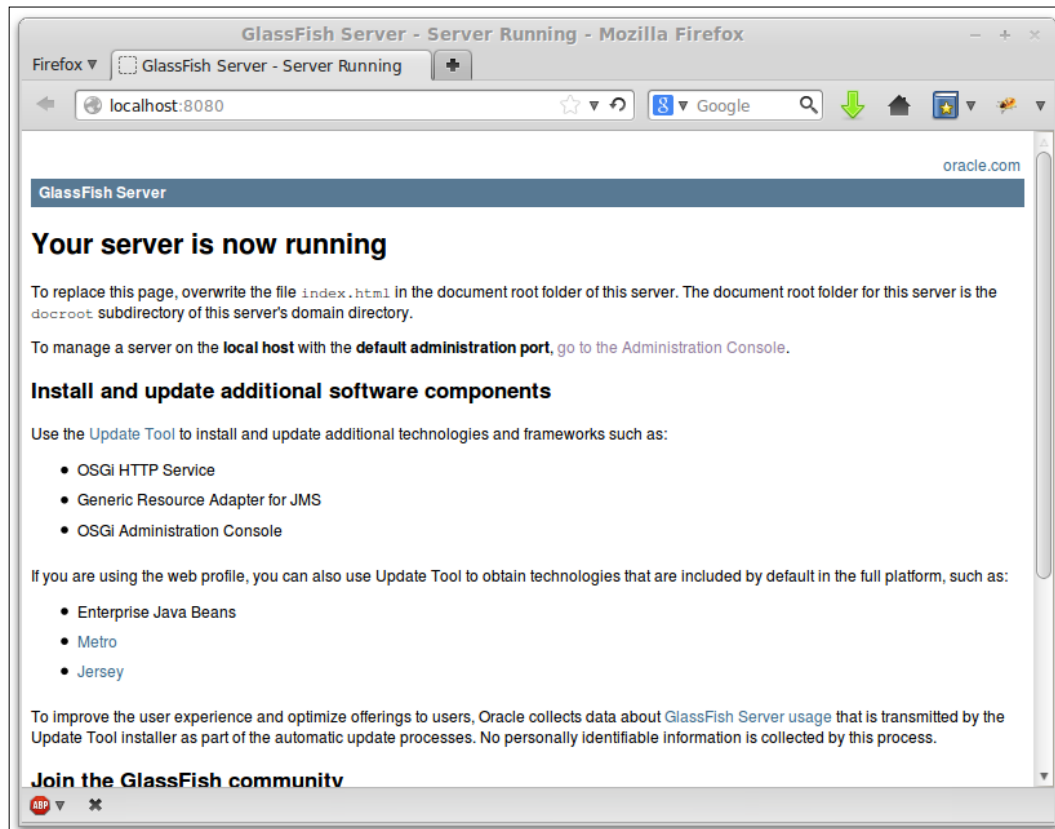 GlassFish Server - Server Running - Mozilla Firefox
Firefox
GlassFish Server - Server Running
localhost:8080
8
Google
oracle.com
GlassFish Server
Your server is now running
To replace this page, overwrite the file index.html in the document root folder of this server. The document root folder for this server is the
docroot subdirectory of this server's domain directory.
To manage a server on the local host with the default administration port, go to the Administration Console.
Install and update additional software components
Use the Update Tool to install and update additional technologies and frameworks such as:
• OSGi HTTP Service
• Generic Resource Adapter for JMS
• OSGi Administration Console
If you are using the web profile, you can also use Update Tool to obtain technologies that are included by default in the full platform, such as:
• Enterprise Java Beans
• Metro
• Jersey
To improve the user experience and optimize offerings to users, Oracle collects data about GlassFish Server usage that is transmitted by the
Update Tool installer as part of the automatic update processes. No personally identifiable information is collected by this process.
Join the GlassFish community
ABP